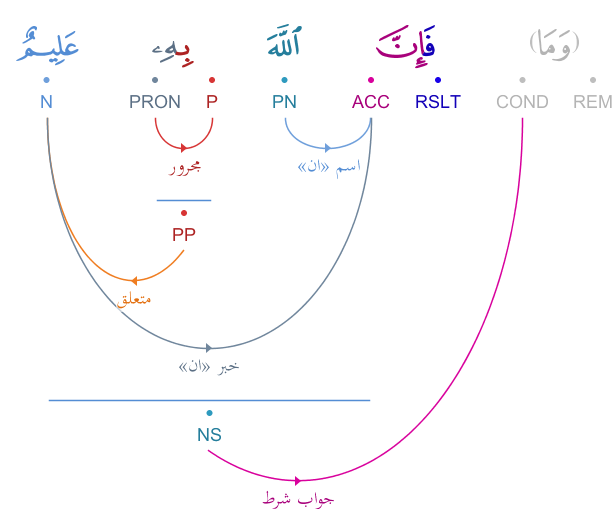 (وَمَا) فَإِنَّ ٱللَّهَ بِهِۦ عَلِيمٌ
REM COND RSLT ACC PN P PRON N
مجرور اسم «ان»
PP
متعلق
خبر «ان»
NS
جواب شرط